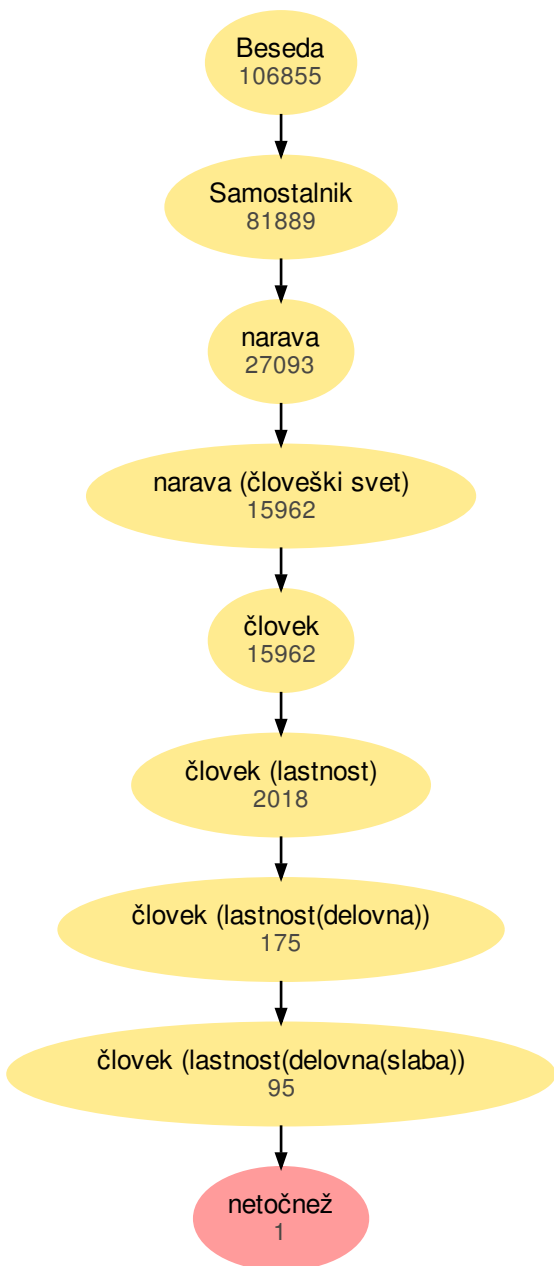 Beseda
106855
Samostalnik
81889
narava
27093
narava (človeški svet)
15962
človek
15962
človek (lastnost)
2018
človek (lastnost(delovna))
175
človek (lastnost(delovna(slaba))
95
netočnež
1